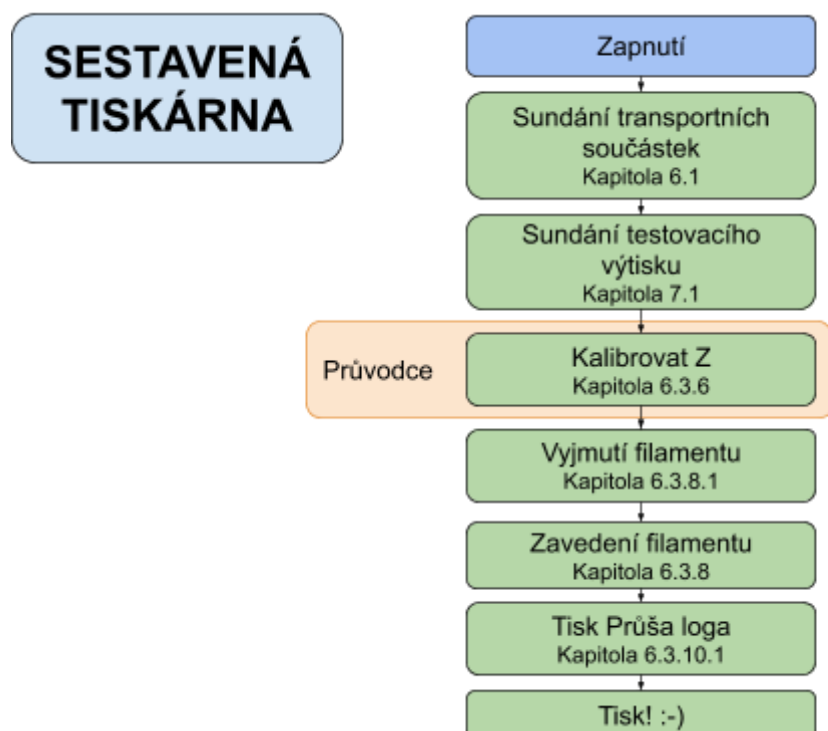 SESTAVENÁ
TISKÁRNA
Zapnutí
Sundání transportních
součástek
Kapitola 6.1
Sundání testovacího
výtisku
Kapitola 7.1
Průvodce
Kalibrovat Z
Kapitola 6.3.6
Vyjmutí filamentu
Kapitola 6.3.8.1
Zavedení filamentu
Kapitola 6.3.8
Tisk Průša loga
Kapitola 6.3.10.1
Tisk! :-)